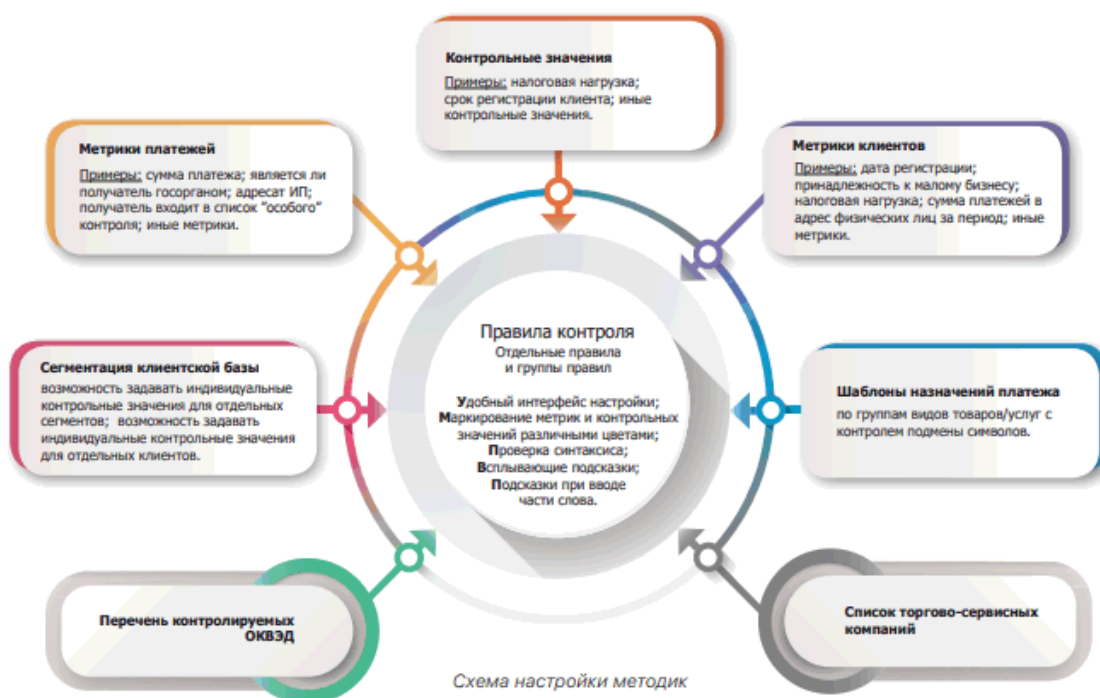 Контрольные значения
Примеры: налоговая нагрузка;
срок регистрации клиента; иные
контрольные значения.
Метрики платежей
Примеры: сумма платежа; является ли
получатель госорганом; адресат ИП;
получатель входит в список "особого"
контроля; иные метрики.
Метрики клиентов
Примеры: дата регистрации;
принадлежность к малому бизнесу;
налоговая нагрузка; сумма платежей в
адрес физических лиц за период; иные
метрики.
Правила контроля
Отдельные правила
и группы правил
Удобный интерфейс настройки;
Маркирование метрик и контрольных
значений различными цветами;
Проверка синтаксиса;
Всплывающие подсказки;
Подсказки при вводе
части слова.
Сегментация клиентской базы
возможность задавать индивидуальные
контрольные значения для отдельных
сегментов; возможность задавать
индивидуальные контрольные значения
для отдельных клиентов.
Шаблоны назначений платежа
по группам видов товаров/услуг с
контролем подмены символов.
Перечень контролируемых
ОКВЭД
Список торгово-сервисных
компаний
Схема настройки методик